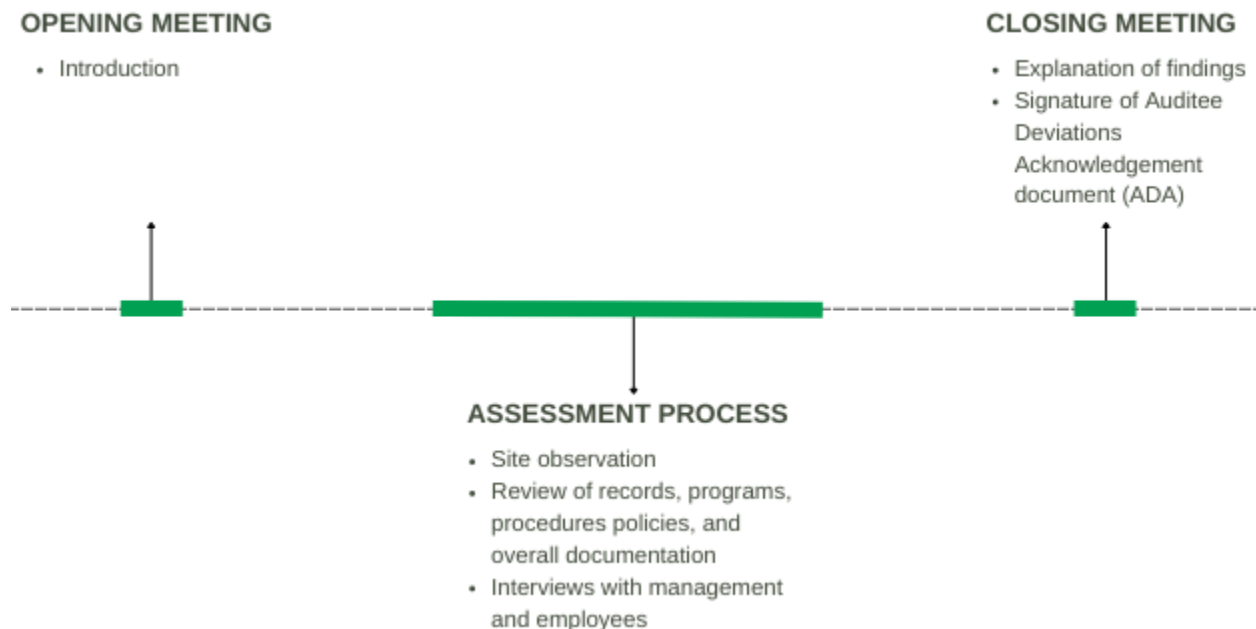 OPENING MEETING
Introduction
CLOSING MEETING
Explanation of findings
Signature of Auditee
Deviations
Acknowledgement
document (ADA)
ASSESSMENT PROCESS
Site observation
Review of records, programs,
procedures policies, and
overall documentation
Interviews with management
and employees